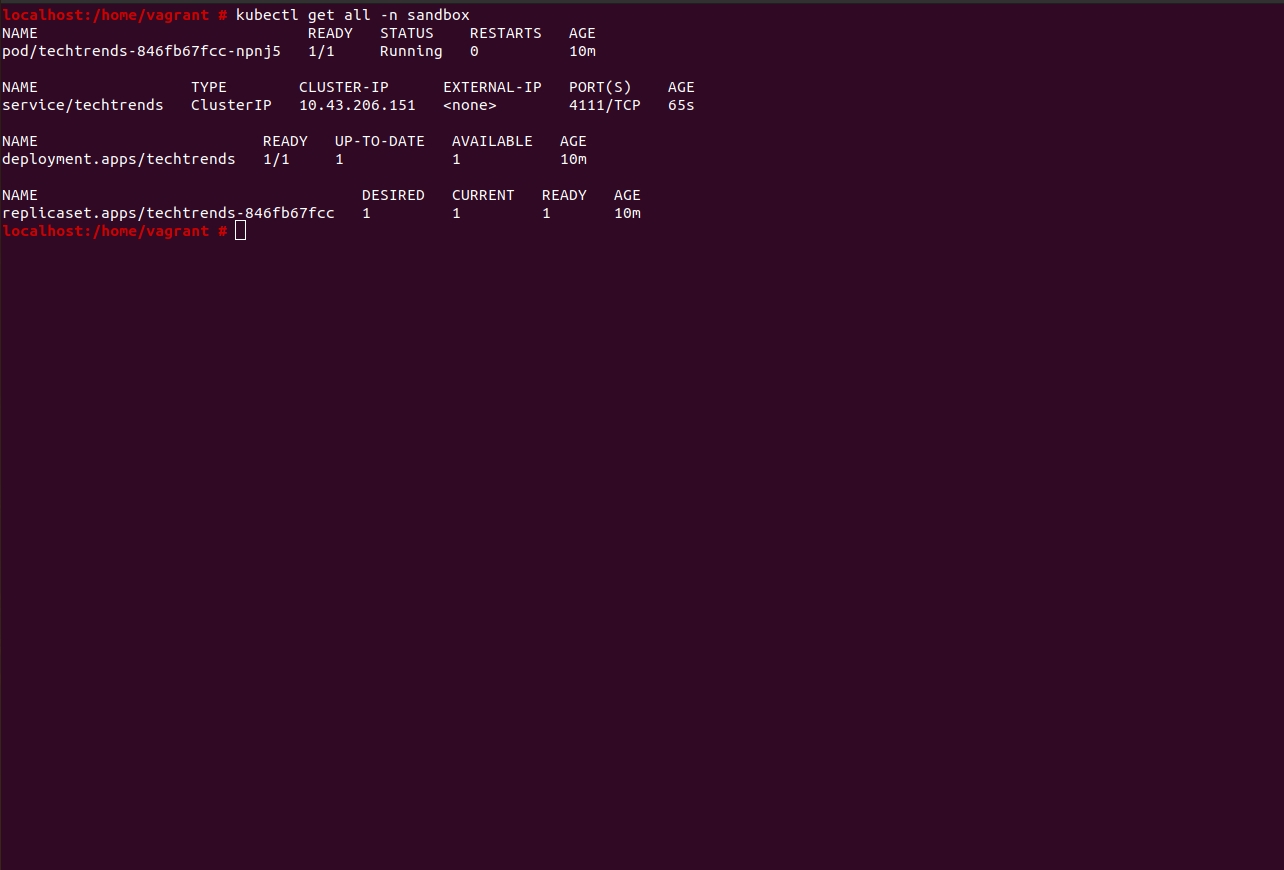 localhost:/home/vagrant # kubectl get all -n sandbox
NAME                              READY   STATUS    RESTARTS   AGE
pod/techtrends-846fb67fcc-npnj5   1/1     Running   0          10m

NAME                 TYPE        CLUSTER-IP      EXTERNAL-IP   PORT(S)    AGE
service/techtrends   ClusterIP   10.43.206.151   <none>        4111/TCP   65s

NAME                         READY   UP-TO-DATE   AVAILABLE   AGE
deployment.apps/techtrends   1/1     1            1           10m

NAME                                    DESIRED   CURRENT   READY   AGE
replicaset.apps/techtrends-846fb67fcc   1         1         1       10m
localhost:/home/vagrant #